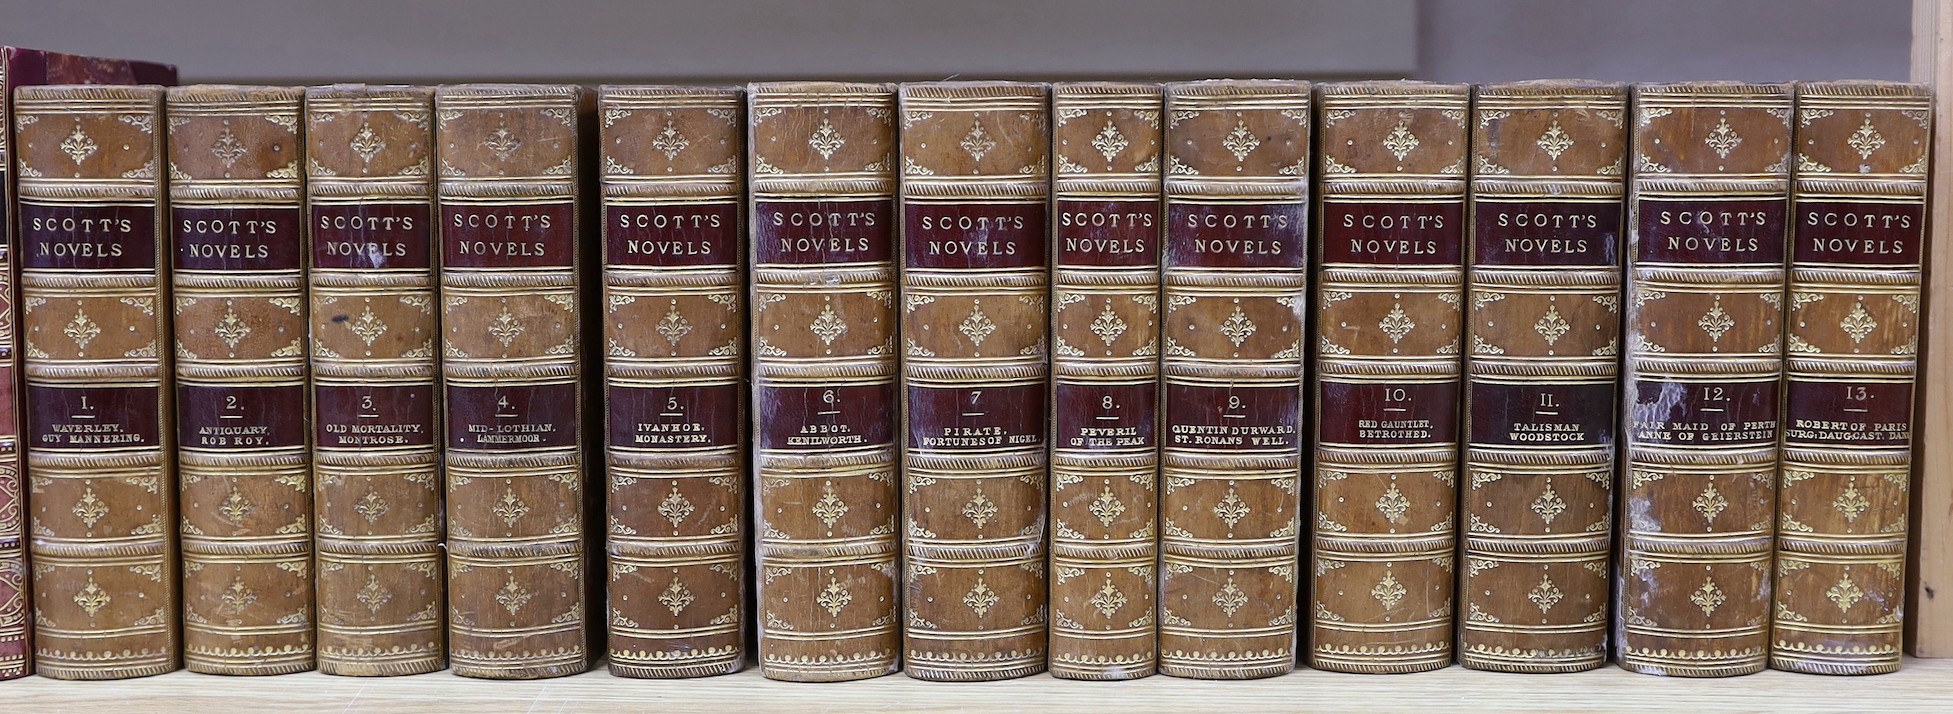 SCOTT'S
NOVELS
1.
WAVERLEY,
GUY MANNERING.
SCOTT'S
NOVELS
2.
ANTIQUARY,
ROB ROY.
SCOTT'S
NOVELS
3.
OLD MORTALITY,
MONTROSE.
SCOTT'S
NOVELS
4.
MID-LOTHIAN.
LAMMERMOOR.
SCOTT'S
NOVELS
5.
IVANHOE.
MONASTERY.
SCOTT'S
NOVELS
6.
ABBOT.
KENILWORTH.
SCOTT'S
NOVELS
7
PIRATE.
FORTUNES OF NIGEL.
SCOTT'S
NOVELS
8.
PEVERIL
OF THE PEAK
SCOTT'S
NOVELS
9.
QUENTIN DURWARD.
ST. RONANS WELL.
SCOTT'S
NOVELS
10.
RED GAUNTLET,
BETROTHED.
SCOTT'S
NOVELS
11.
TALISMAN
WOODSTOCK
SCOTT'S
NOVELS
12.
FAIR MAID OF PERTH
ANNE OF GEIERSTEIN
SCOTT'S
NOVELS
13.
ROBERT OF PARIS
SURG: DAUG: CAST. DAN